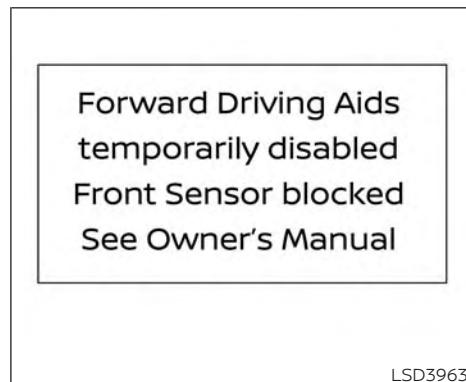 Forward Driving Aids
temporarily disabled
Front Sensor blocked
See Owner's Manual
LSD3963